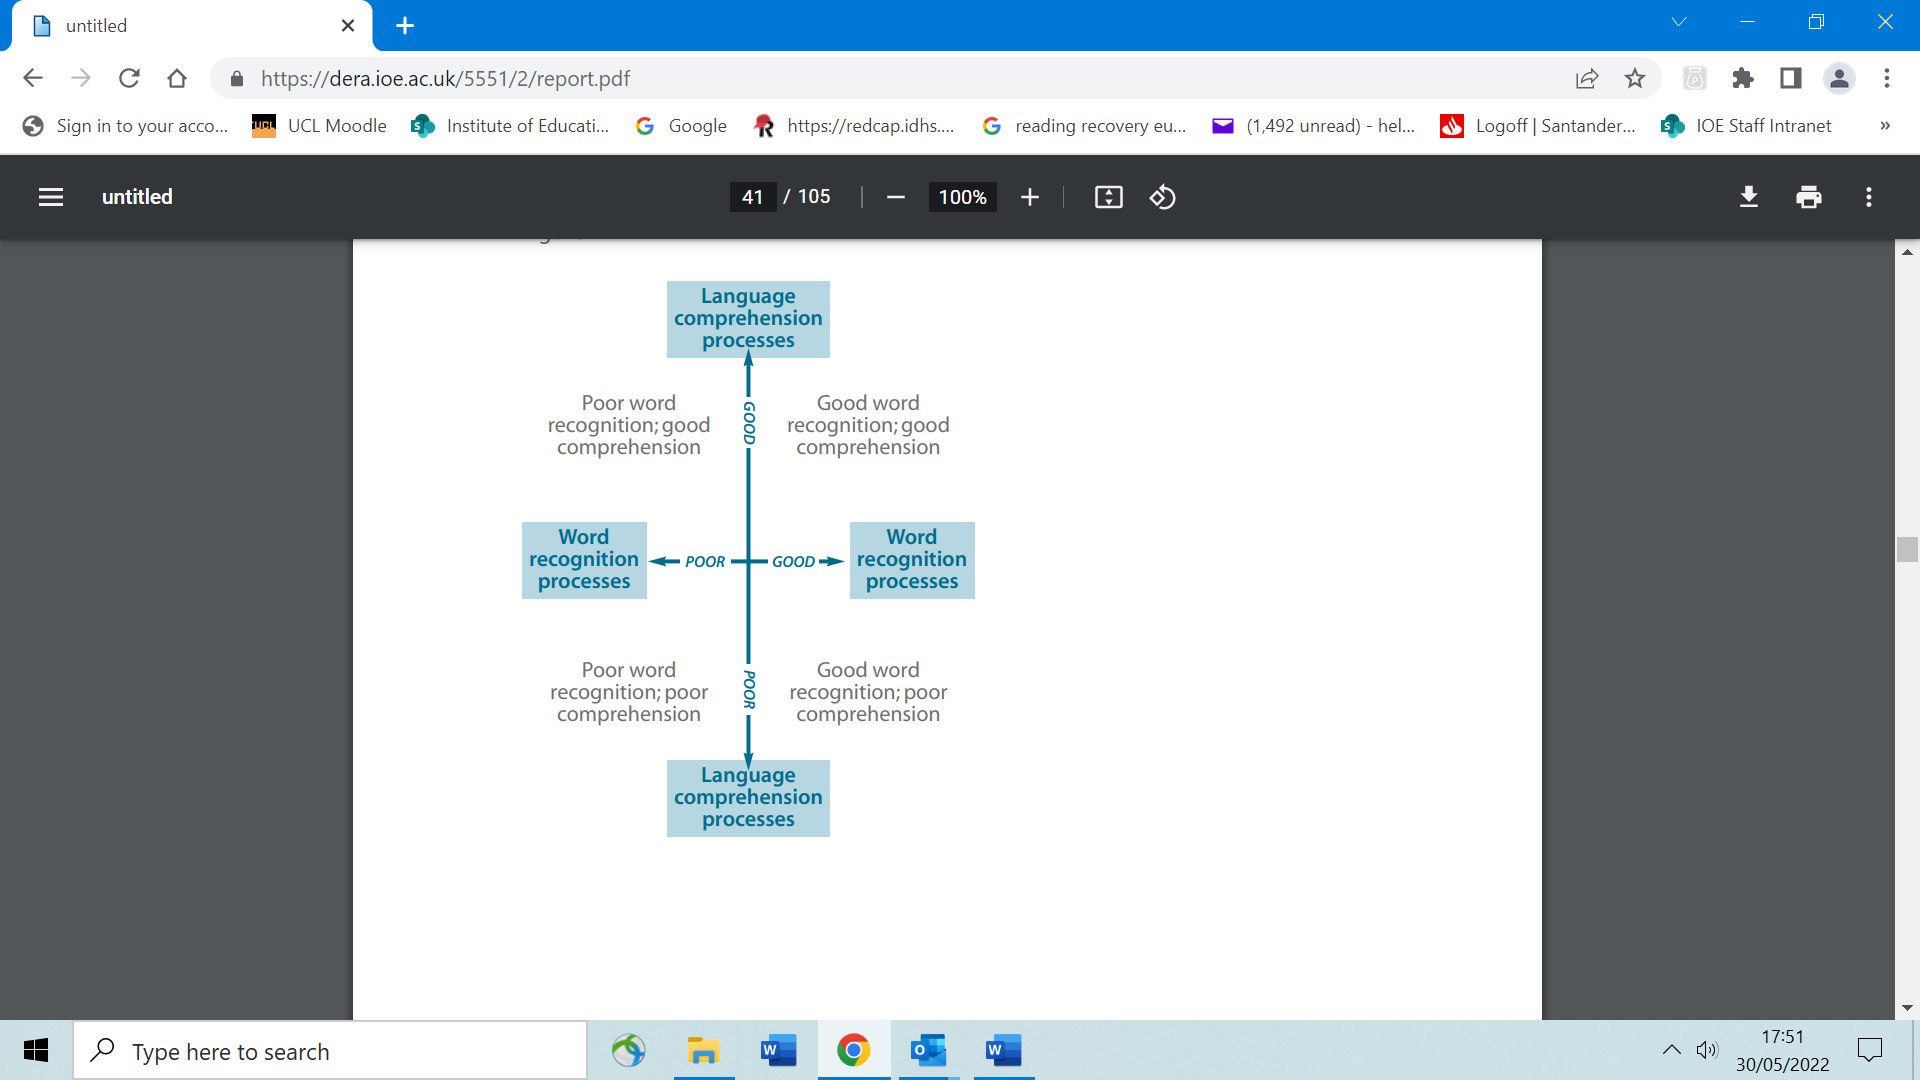 untitled
https://dera.ioe.ac.uk/5551/2/report.pdf
Sign in to your acco... UCL Moodle Institute of Educati... Google https://redcap.idhs.... reading recovery eu... (1,492 unread) - hel... Logoff | Santander... IOE Staff Intranet »
untitled 41 / 105 100%
Language
comprehension
processes
Poor word
recognition; good
comprehension
GOOD
Good word
recognition; good
comprehension
Word
recognition
processes
POOR
GOOD
Word
recognition
processes
Poor word
recognition; poor
comprehension
POOR
Good word
recognition; poor
comprehension
Language
comprehension
processes
Type here to search
17:51
30/05/2022